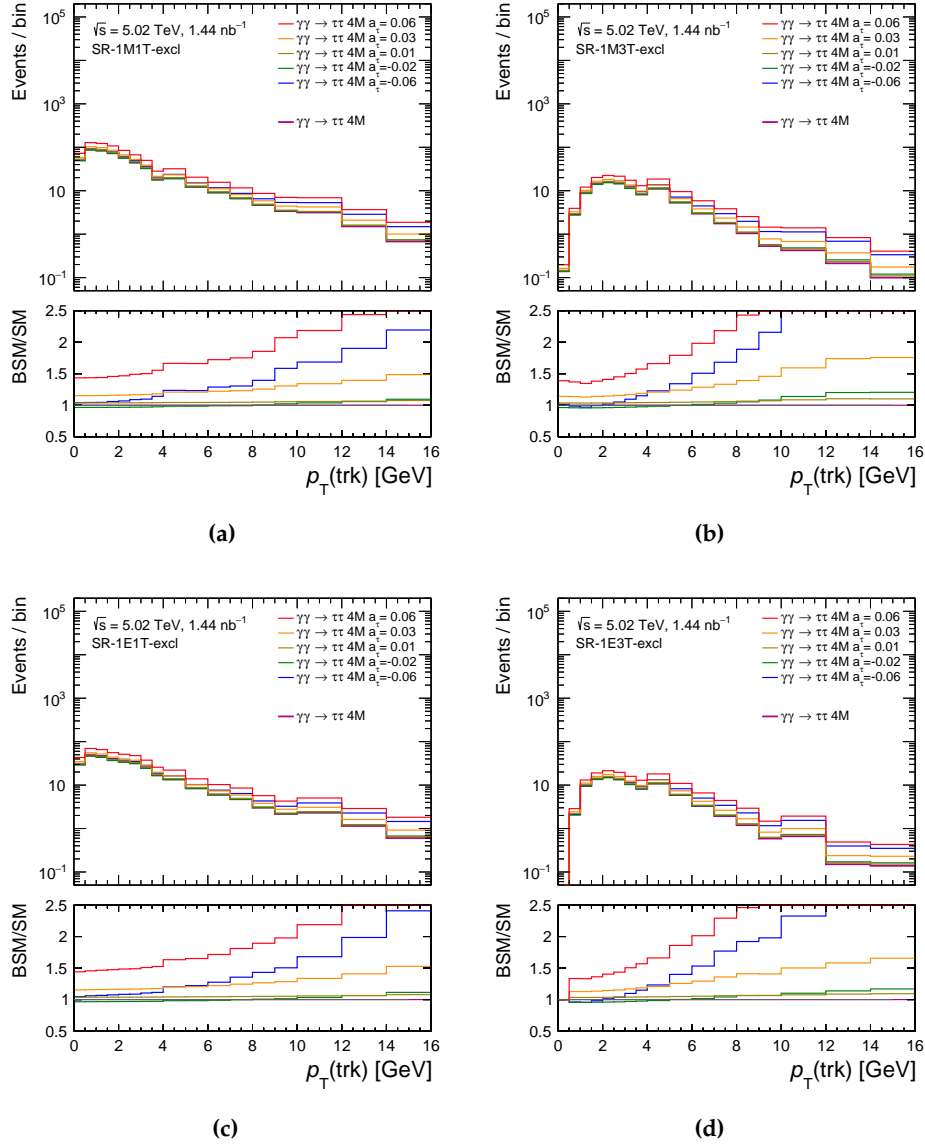 Events / bin
√s = 5.02 TeV, 1.44 nb⁻¹
SR-1M1T-excl
γγ → ττ 4M a_τ = 0.06
γγ → ττ 4M a_τ = 0.03
γγ → ττ 4M a_τ = 0.01
γγ → ττ 4M a_τ =-0.02
γγ → ττ 4M a_τ =-0.06
γγ → ττ 4M
10⁵
10³
10
10⁻¹
BSM/SM
2.5
2
1.5
1
0.5
0 2 4 6 8 10 12 14 16
p_T(trk) [GeV]
(a)
Events / bin
√s = 5.02 TeV, 1.44 nb⁻¹
SR-1M3T-excl
γγ → ττ 4M a_τ = 0.06
γγ → ττ 4M a_τ = 0.03
γγ → ττ 4M a_τ = 0.01
γγ → ττ 4M a_τ =-0.02
γγ → ττ 4M a_τ =-0.06
γγ → ττ 4M
10⁵
10³
10
10⁻¹
BSM/SM
2.5
2
1.5
1
0.5
0 2 4 6 8 10 12 14 16
p_T(trk) [GeV]
(b)
Events / bin
√s = 5.02 TeV, 1.44 nb⁻¹
SR-1E1T-excl
γγ → ττ 4M a_τ = 0.06
γγ → ττ 4M a_τ = 0.03
γγ → ττ 4M a_τ = 0.01
γγ → ττ 4M a_τ =-0.02
γγ → ττ 4M a_τ =-0.06
γγ → ττ 4M
10⁵
10³
10
10⁻¹
BSM/SM
2.5
2
1.5
1
0.5
0 2 4 6 8 10 12 14 16
p_T(trk) [GeV]
(c)
Events / bin
√s = 5.02 TeV, 1.44 nb⁻¹
SR-1E3T-excl
γγ → ττ 4M a_τ = 0.06
γγ → ττ 4M a_τ = 0.03
γγ → ττ 4M a_τ = 0.01
γγ → ττ 4M a_τ =-0.02
γγ → ττ 4M a_τ =-0.06
γγ → ττ 4M
10⁵
10³
10
10⁻¹
BSM/SM
2.5
2
1.5
1
0.5
0 2 4 6 8 10 12 14 16
p_T(trk) [GeV]
(d)